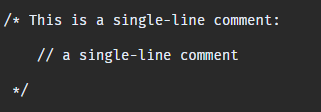 /* This is a single-line comment:
// a single-line comment
*/